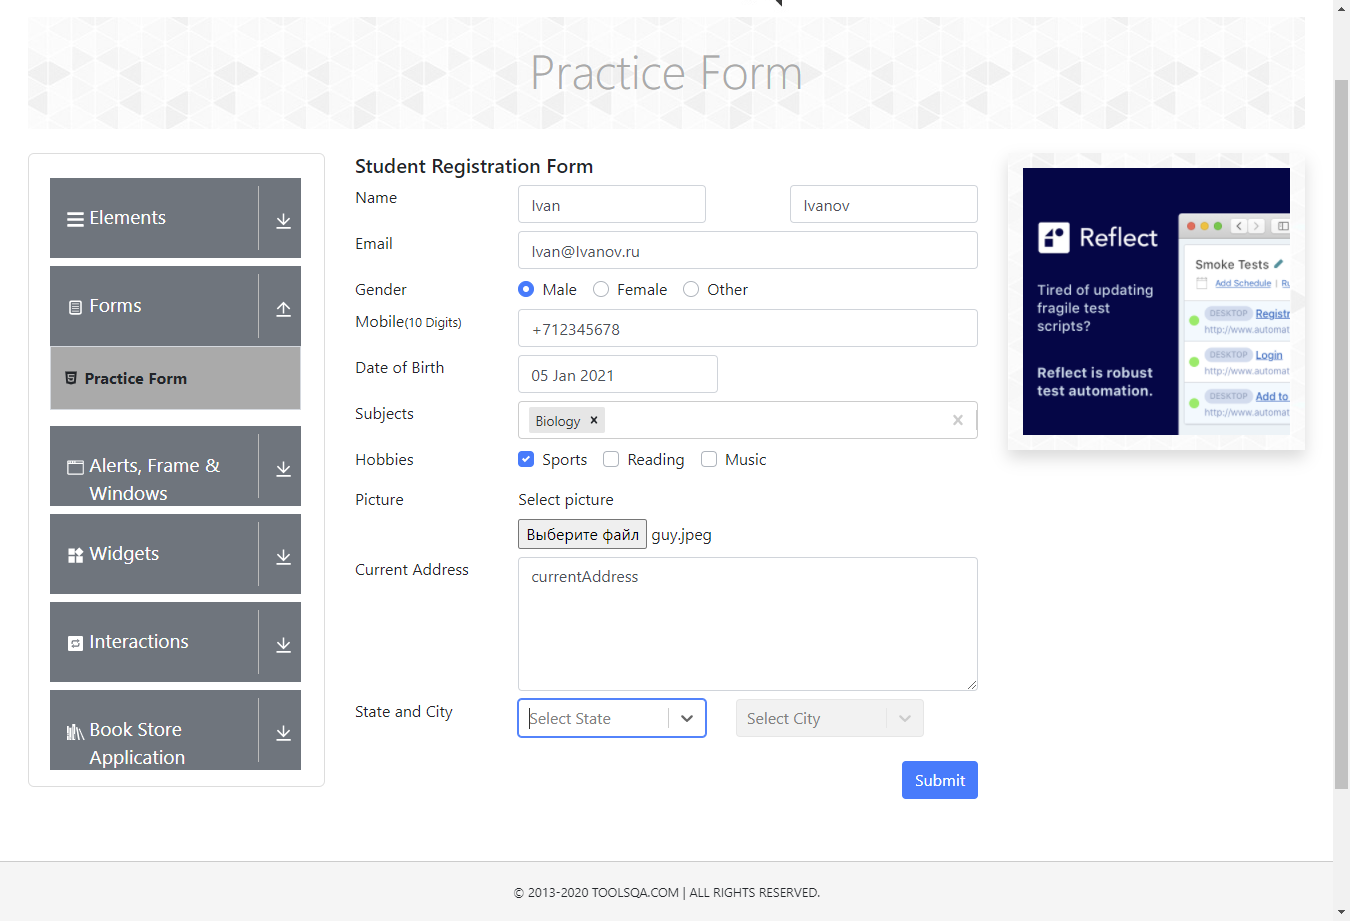 Practice Form
Elements
Forms
Practice Form
Alerts, Frame &
Windows
Widgets
Interactions
Book Store
Application
Student Registration Form
Name
Ivan
Ivanov
Email
Ivan@Ivanov.ru
Gender
Male
Female
Other
Mobile(10 Digits)
+712345678
Date of Birth
05 Jan 2021
Subjects
Biology
Hobbies
Sports
Reading
Music
Picture
Select picture
Выберите файл guy.jpeg
Current Address
currentAddress
State and City
Select State
Select City
Submit
Reflect
Tired of updating
fragile test
scripts?
Reflect is robust
test automation.
Smoke Tests
Add Schedule | Ru
DESKTOP Registr
http://www.automat
DESKTOP Login
http://www.automat
DESKTOP Add to
http://www.automat
© 2013-2020 TOOLSQA.COM | ALL RIGHTS RESERVED.